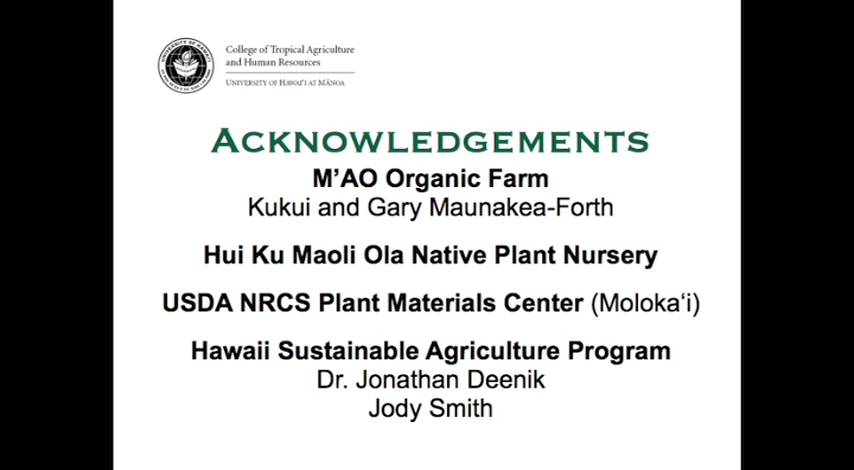 College of Tropical Agriculture
and Human Resources
University of Hawai‘i at Mānoa
Acknowledgements
M’AO Organic Farm
Kukui and Gary Maunakea-Forth
Hui Ku Maoli Ola Native Plant Nursery
USDA NRCS Plant Materials Center (Moloka‘i)
Hawaii Sustainable Agriculture Program
Dr. Jonathan Deenik
Jody Smith